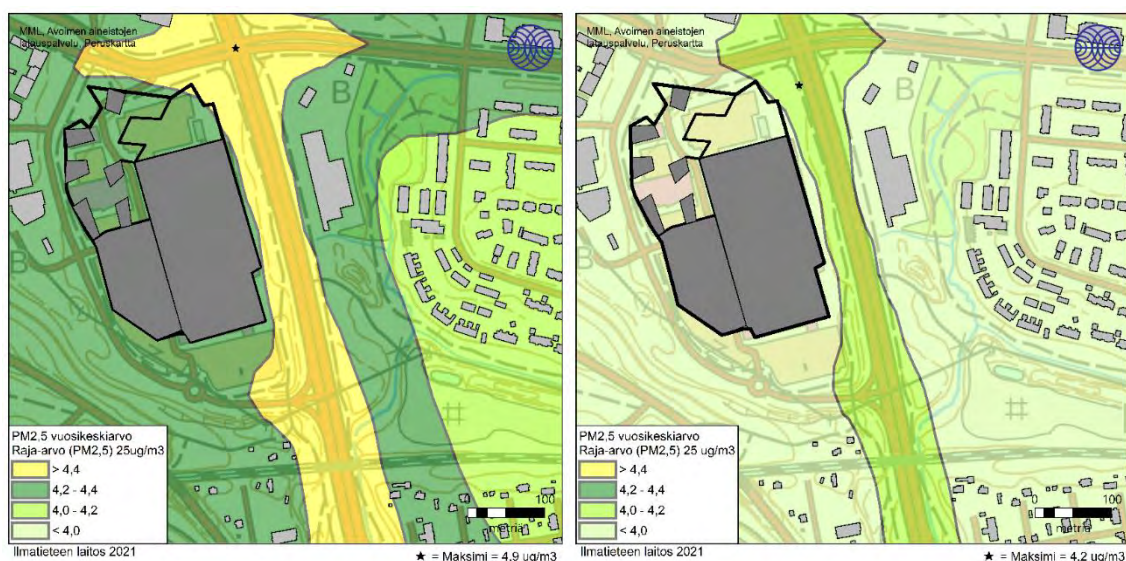 MML, Avoimen aineistojen
latauspalvelu, Peruskartta
B
B
PM2,5 vuosikeskiarvo
Raja-arvo (PM2,5) 25ug/m3
> 4,4
4,2 - 4,4
4,0 - 4,2
< 4,0
100
metriä
Ilmatieteen laitos 2021
★ = Maksimi = 4,9 ug/m3
MML, Avoimen aineistojen
latauspalvelu, Peruskartta
B
B
PM2,5 vuosikeskiarvo
Raja-arvo (PM2,5) 25 ug/m3
> 4,4
4,2 - 4,4
4,0 - 4,2
< 4,0
0 100
metriä
Ilmatieteen laitos 2021
★ = Maksimi = 4,2 ug/m3